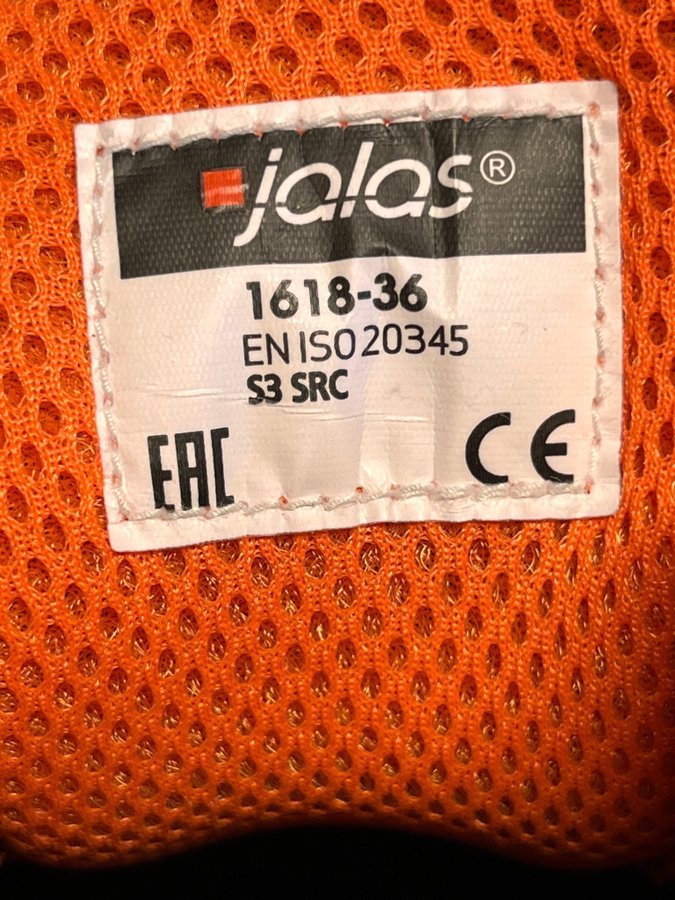 jalas®
1618-36
EN ISO 20345
S3 SRC
EAC CE